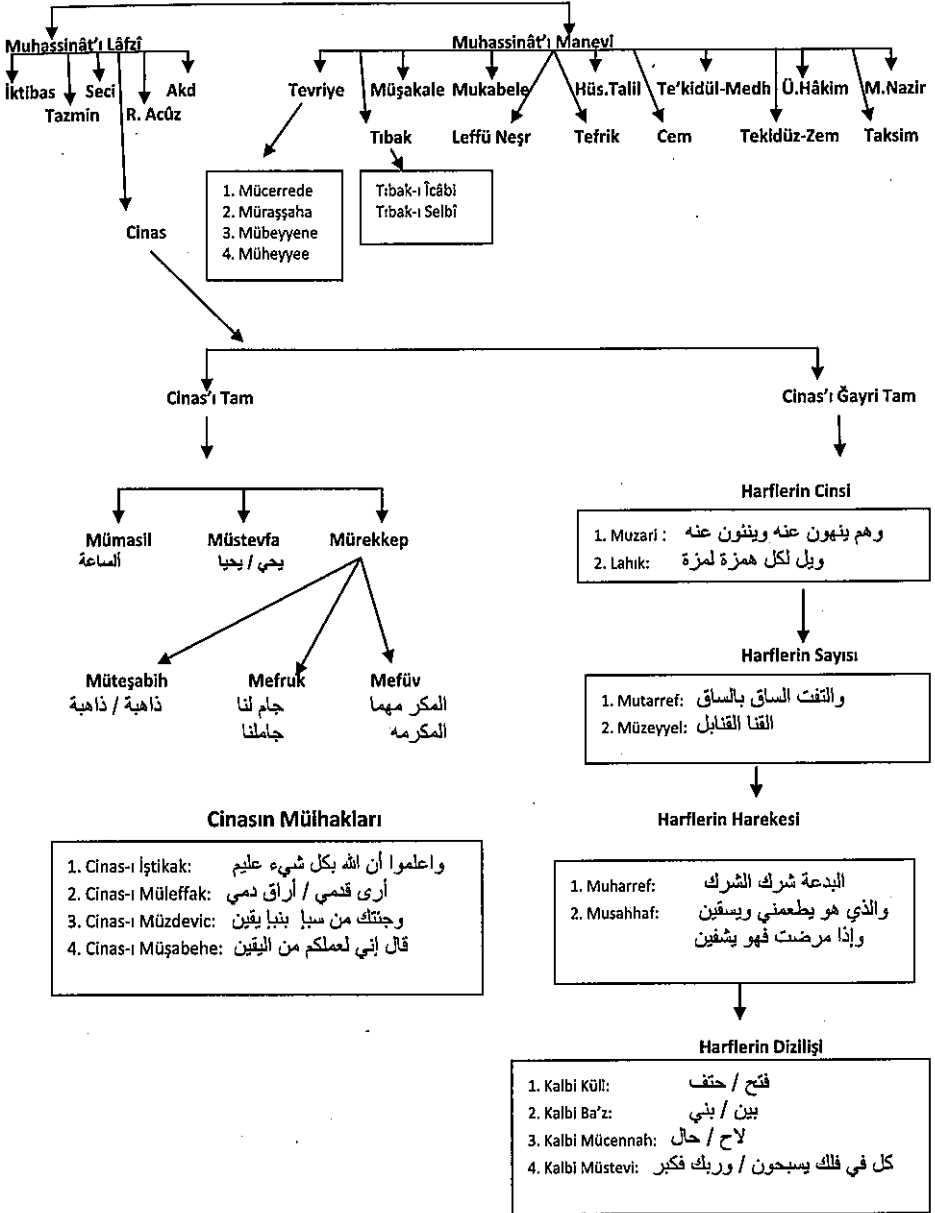 Muhassinât'ı Lâfzî
Muhassinât'ı Manevî
İktibas Seci Akd
Tazmin R. Acûz
Tevriye Müşakale Mukabele Hüs.Talil Te'kidül-Medh Ü.Hâkim M.Nazir
Tıbak Leffü Neşr Tefrik Cem Tekidüz-Zem Taksim
1. Mücerrede
2. Müraşşaha
3. Mübeyyene
4. Müheyyee
Tıbak-ı Îcâbi
Tıbak-ı Selbî
Cinas
Cinas'ı Tam
Cinas'ı Ğayri Tam
Mümasil Müstevfa Mürekkep
ألساعة
يحي / يحيا
Müteşabih Mefruk Mefüv
ذاهبة / ذاهبة
جام لنا
جاملنا
المكر مهما
المكرمه
Cinasın Müihakları
1. Cinas-ı İştikak: واعلموا أن الله بكل شيء عليم
2. Cinas-ı Müleffak: أرى قدمي / أراق دمي
3. Cinas-ı Müzdevic: وجئتك من سبإ بنبإ يقين
4. Cinas-ı Müşabehe: قال إني لعملكم من اليقين
Harflerin Cinsi
1. Muzari : وهم ينهون عنه وينئون عنه
2. Lahık: ويل لكل همزة لمزة
Harflerin Sayısı
1. Mutarref: والتفت الساق بالساق
2. Müzeyyel: القنا القنابل
Harflerin Harekesi
1. Muharref: البدعة شرك الشرك
2. Musahhaf: والذي هو يطعمني ويسقين
وإذا مرضت فهو يشفين
Harflerin Dizilişi
1. Kalbi Küllî: فتح / حتف
2. Kalbi Ba'z: بين / بني
3. Kalbi Mücennah: لاح / حال
4. Kalbi Müstevi: كل في فلك يسبحون / وربك فكبر